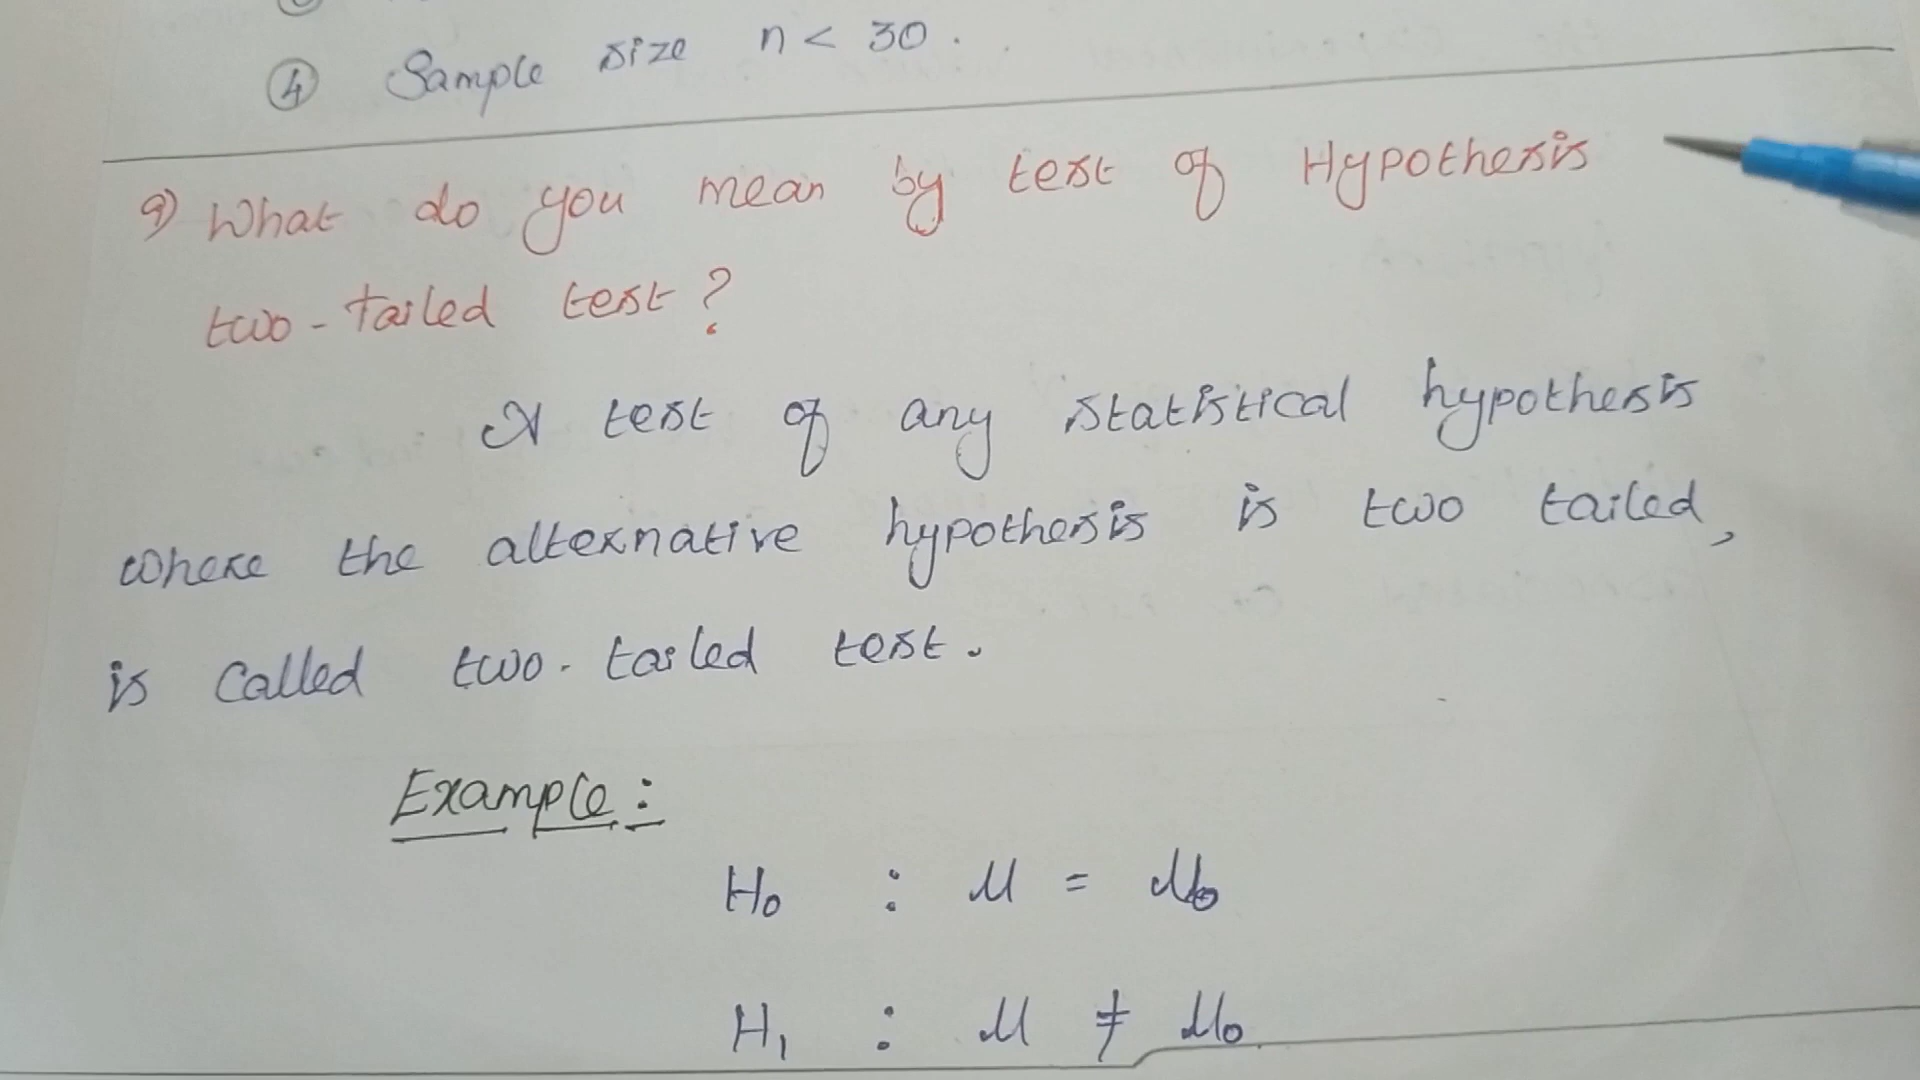 ④ Sample size n < 30.
9) What do you mean by test of Hypothesis
two-tailed test?
A test of any statistical hypothesis
where the alternative hypothesis is two tailed,
is called two-tailed test.
Example:
H₀ : μ = μ₀
H₁ : μ ≠ μ₀.